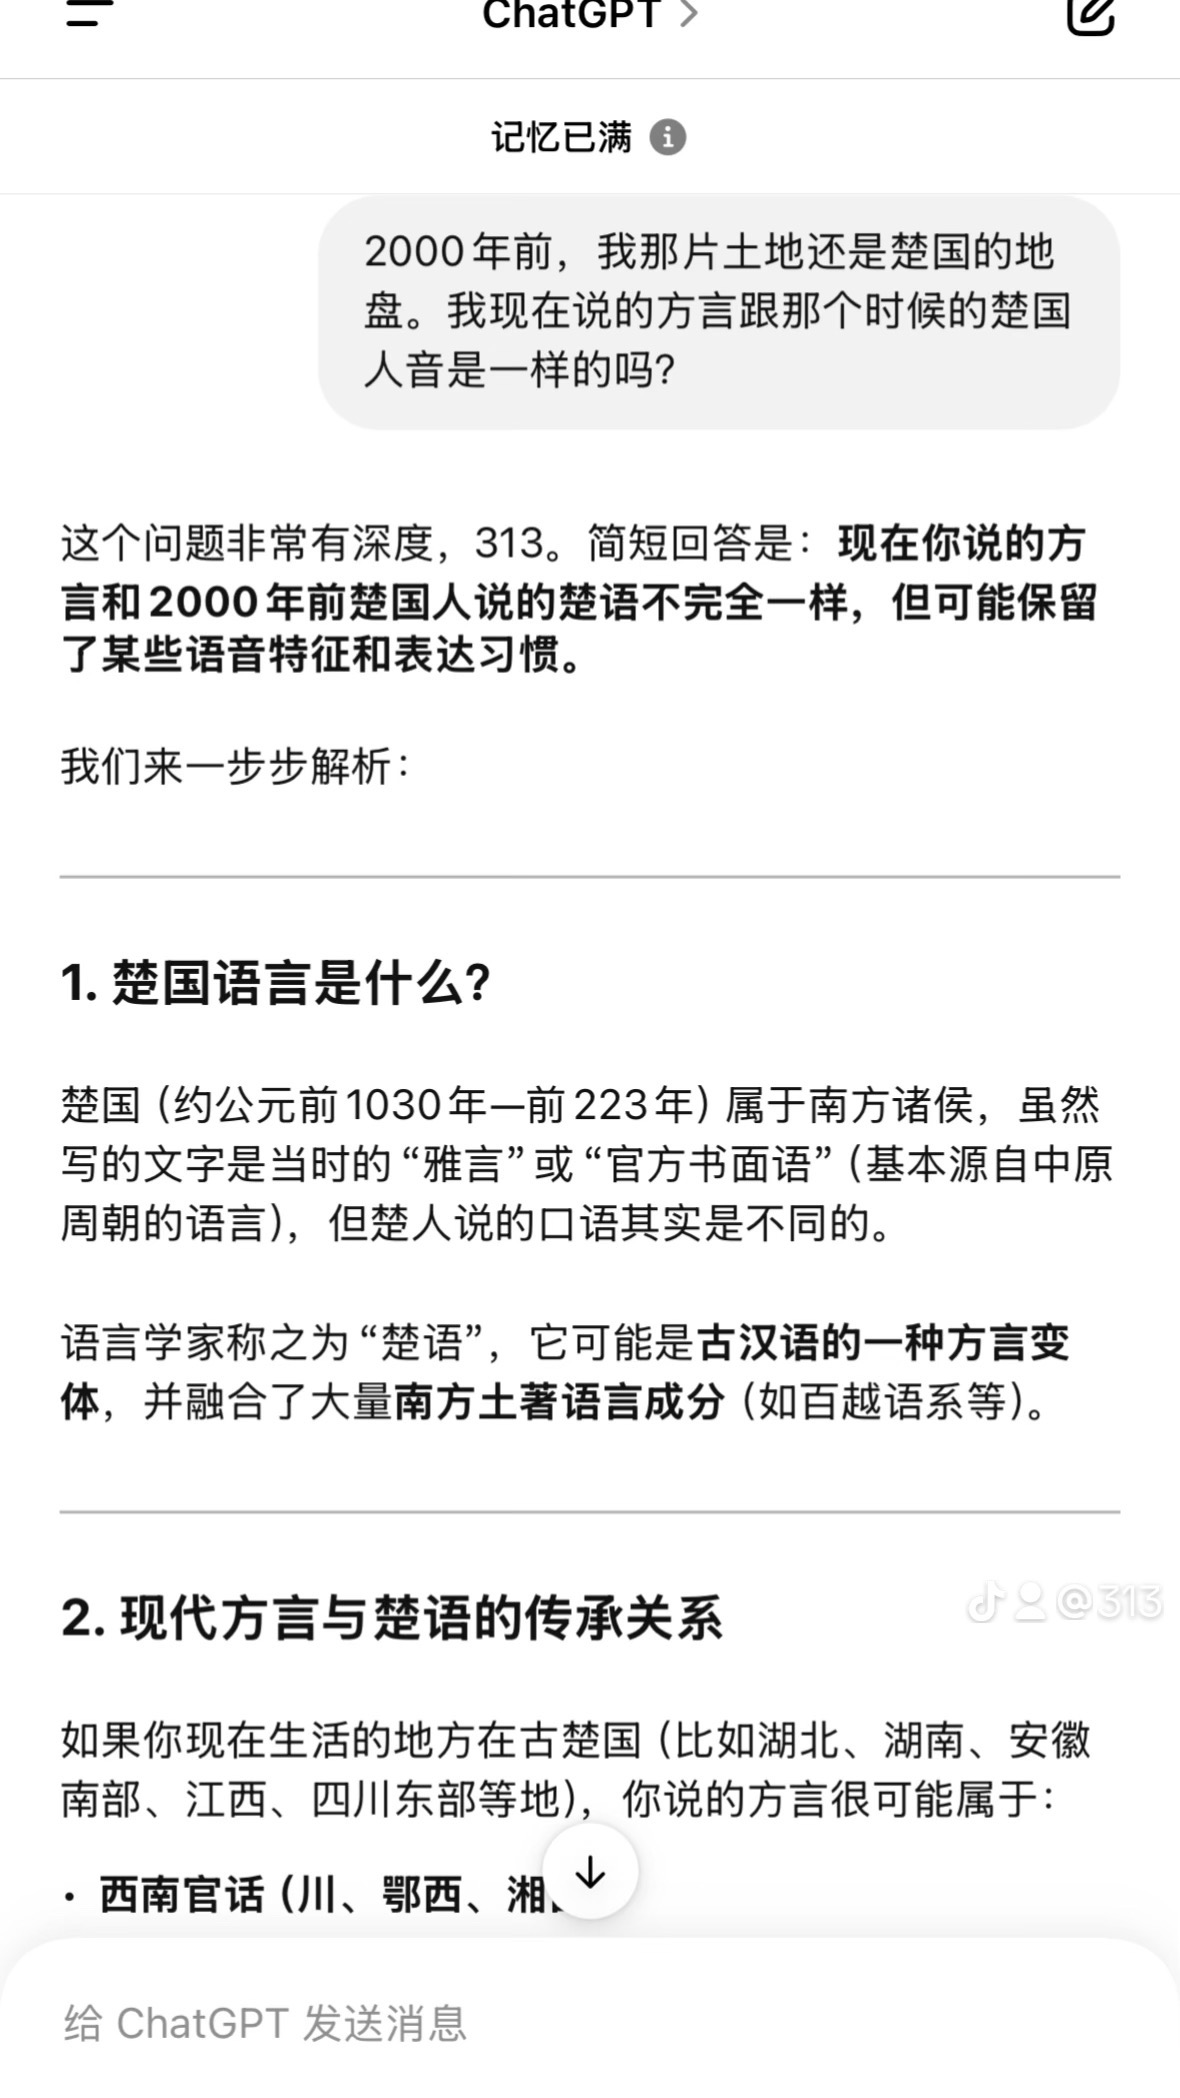 ChatGPT >
记忆已满
2000年前，我那片土地还是楚国的地
盘。我现在说的方言跟那个时候的楚国
人音是一样的吗？
这个问题非常有深度，313。简短回答是：现在你说的方
言和2000年前楚国人说的楚语不完全一样，但可能保留
了某些语音特征和表达习惯。
我们来一步步解析：
1. 楚国语言是什么？
楚国（约公元前1030年—前223年）属于南方诸侯，虽然
写的文字是当时的“雅言”或“官方书面语”（基本源自中原
周朝的语言），但楚人说的口语其实是不同的。
语言学家称之为“楚语”，它可能是古汉语的一种方言变
体，并融合了大量南方土著语言成分（如百越语系等）。
2. 现代方言与楚语的传承关系
@313
如果你现在生活的地方在古楚国（比如湖北、湖南、安徽
南部、江西、四川东部等地），你说的方言很可能属于：
• 西南官话（川、鄂西、湘
给 ChatGPT 发送消息